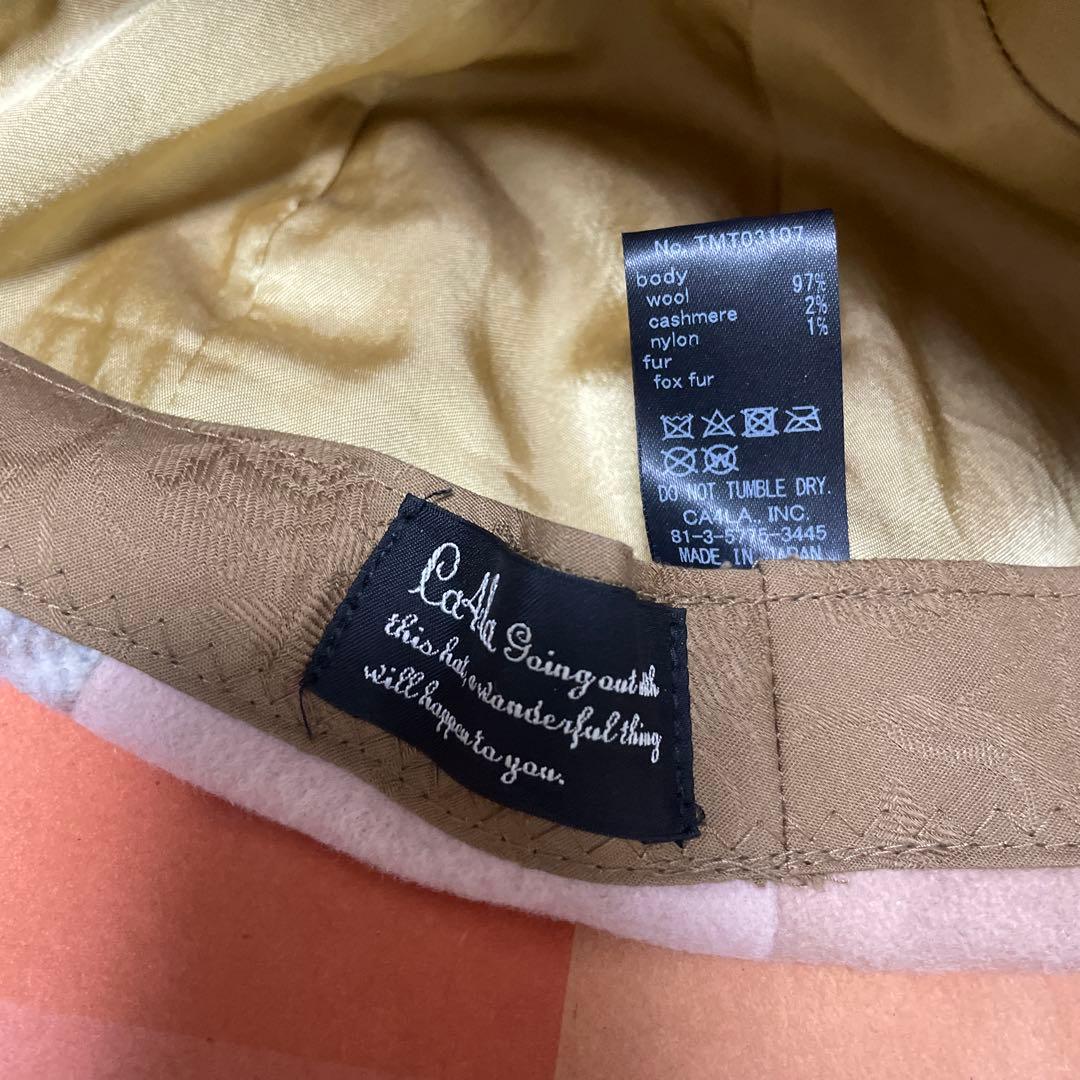 No. TMT03107
body
wool 97%
cashmere 2%
nylon 1%
fur
fox fur
DO NOT TUMBLE DRY.
CA4LA., INC.
81-3-5775-3445
MADE IN JAPAN
Ca4la Going out with
this hat, a wonderful thing
will happen to you.